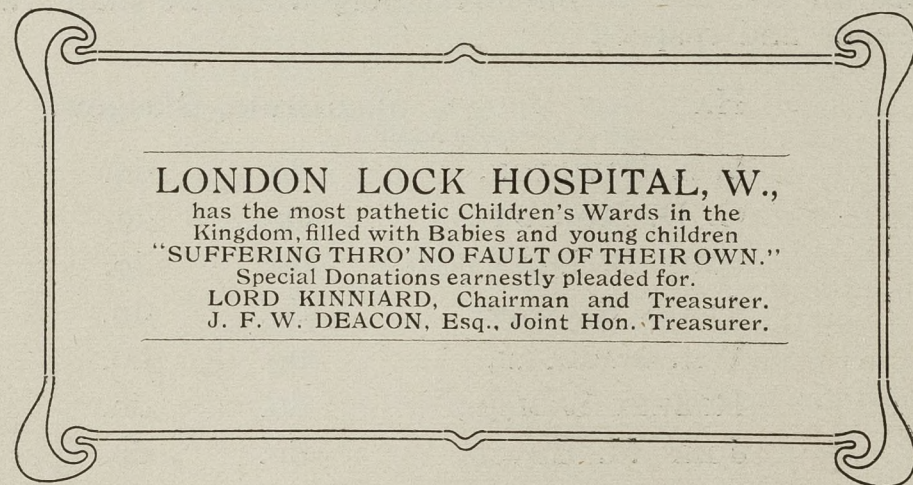 LONDON LOCK HOSPITAL, W.,
has the most pathetic Children's Wards in the
Kingdom, filled with Babies and young children
"SUFFERING THRO' NO FAULT OF THEIR OWN."
Special Donations earnestly pleaded for.
LORD KINNIARD, Chairman and Treasurer.
J. F. W. DEACON, Esq., Joint Hon. Treasurer.